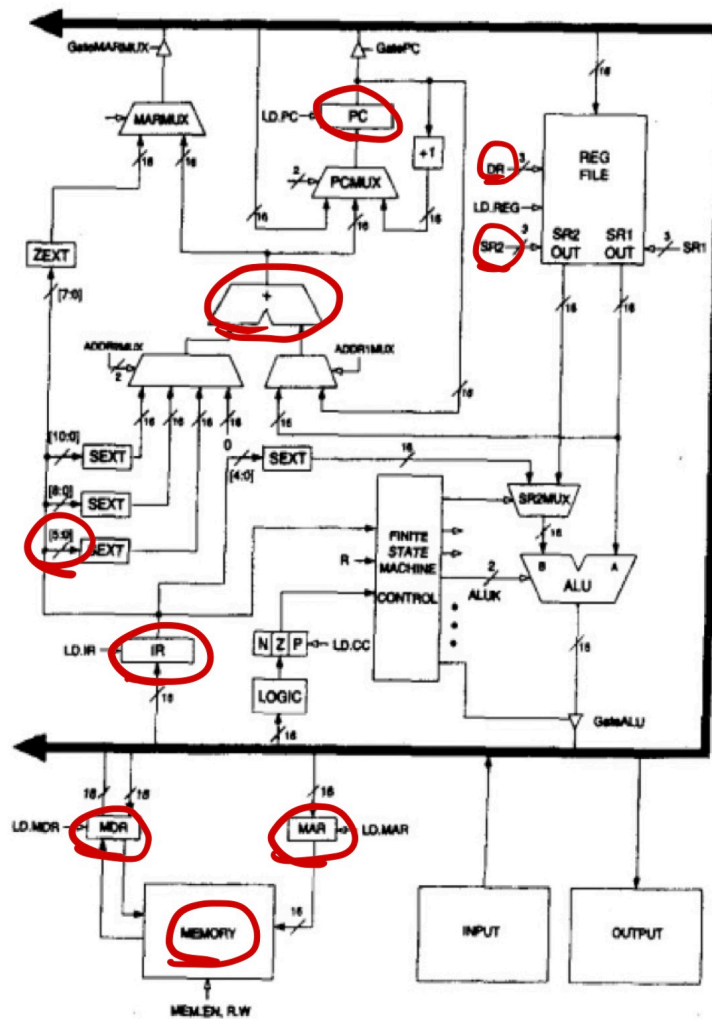 GateMARMUX
GatePC
16
LD.PC
PC
MARMUX
+1
REG
FILE
DR
3
2
PCMUX
LD.REG
16
16
16
16
16
SR2
3
SR2
OUT
SR1
OUT
3
SR1
ZEXT
[7:0]
+
16
16
ADDR2MUX
2
ADDR1MUX
16
16
16
16
16
16
0
[10:0]
SEXT
[4:0]
SEXT
16
[8:0]
SEXT
SR2MUX
[5:0]
SEXT
FINITE
STATE
MACHINE
CONTROL
16
R
B
A
2
ALUK
ALU
LD.IR
IR
N Z P
LD.CC
16
16
LOGIC
GateALU
16
16
16
16
LD.MDR
MDR
MAR
LD.MAR
16
MEMORY
INPUT
OUTPUT
MEM.EN, R.W